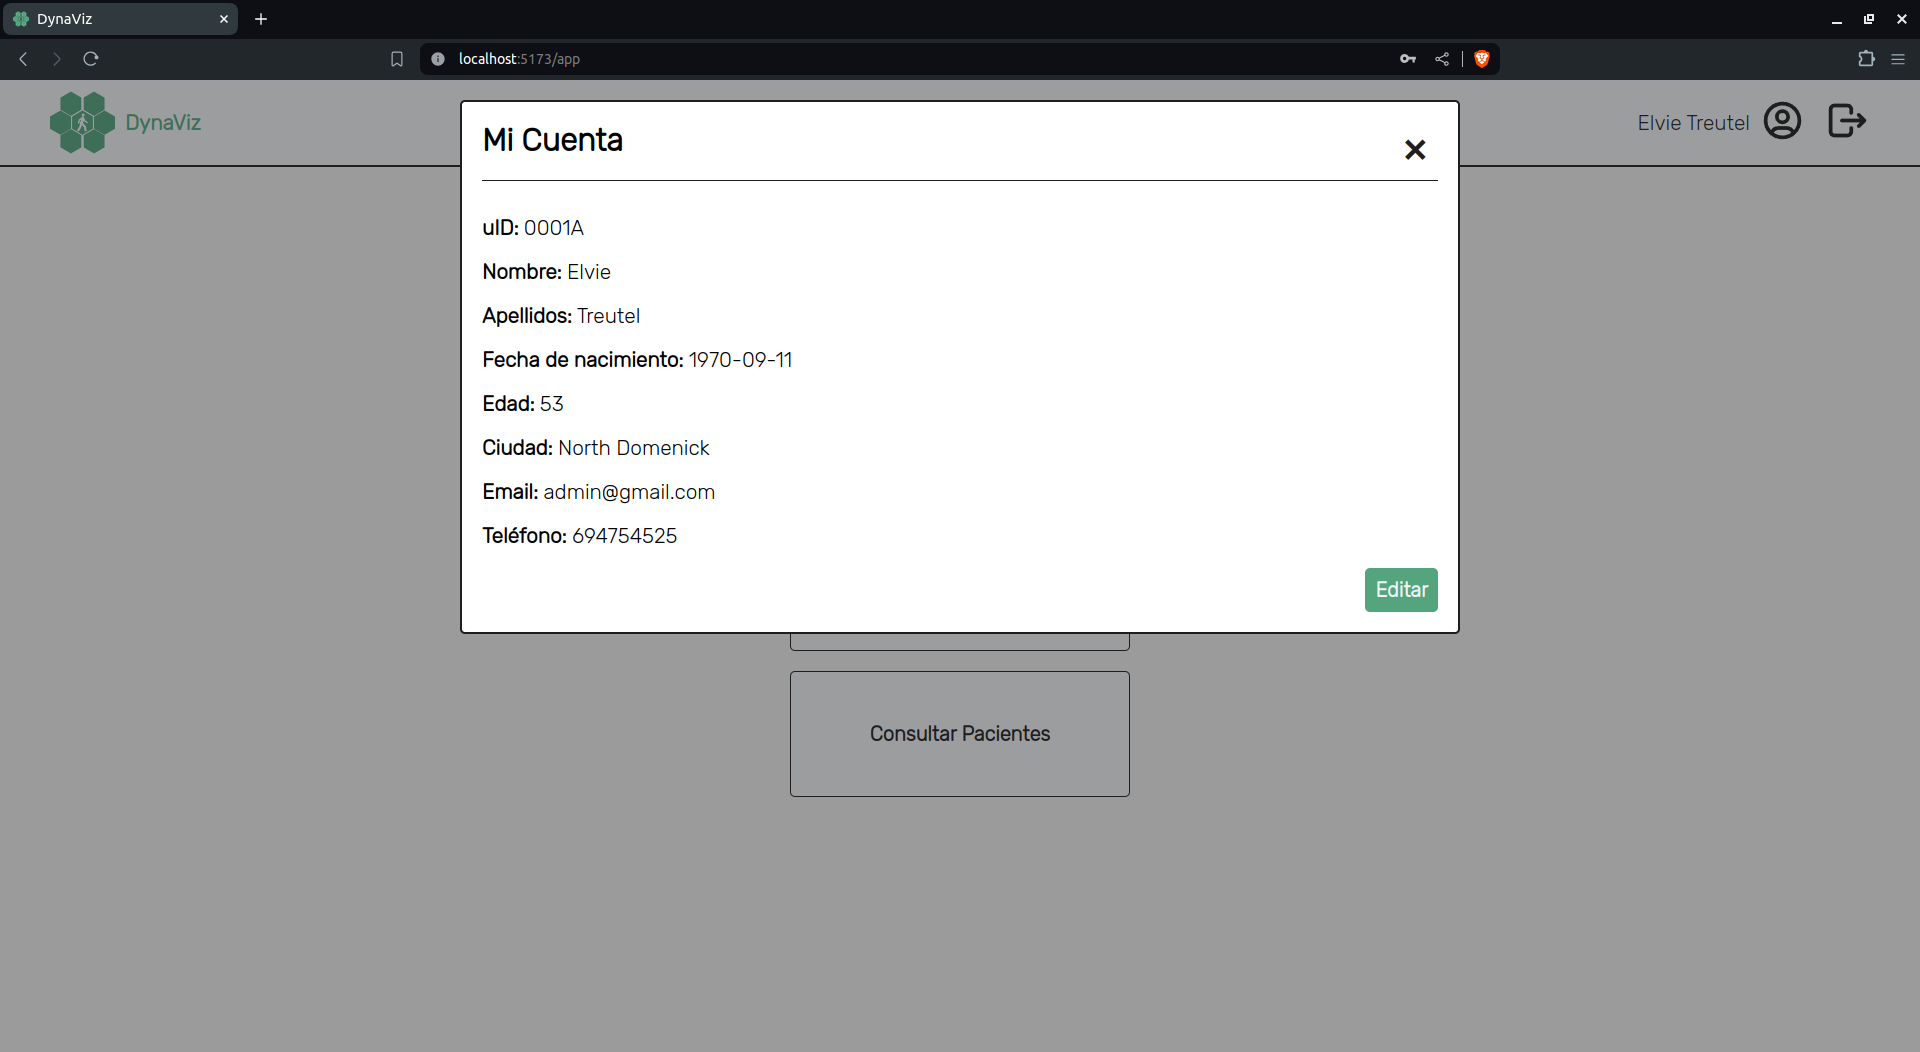 DynaViz
localhost:5173/app
DynaViz
Elvie Treutel
Mi Cuenta
uID: 0001A
Nombre: Elvie
Apellidos: Treutel
Fecha de nacimiento: 1970-09-11
Edad: 53
Ciudad: North Domenick
Email: admin@gmail.com
Teléfono: 694754525
Editar
Consultar Pacientes